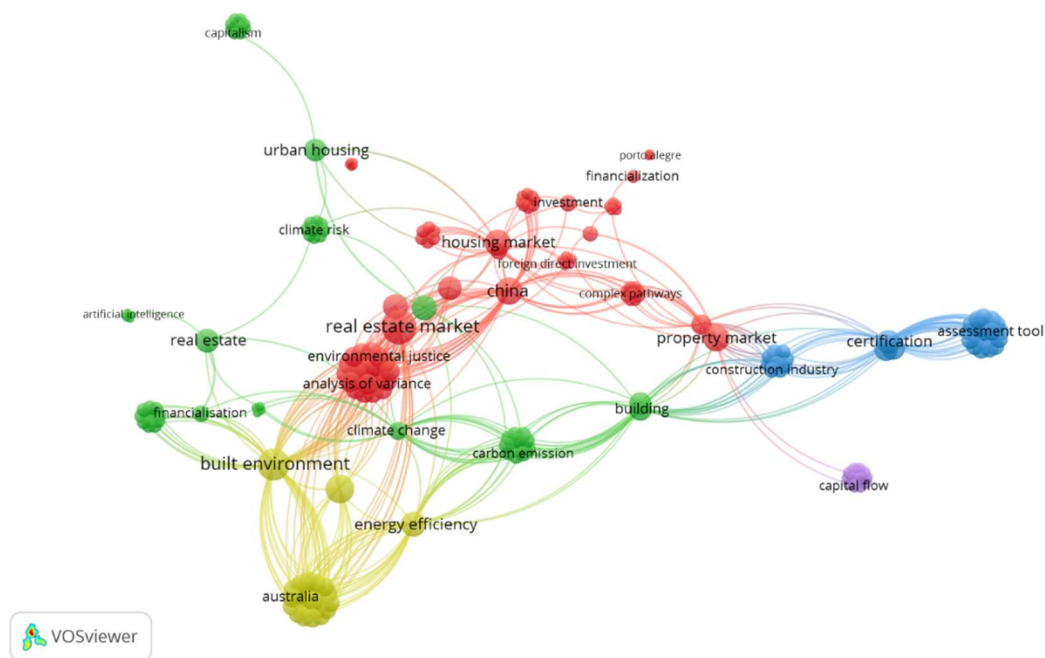 capitalism
urban housing
porto alegre
financialization
investment
climate risk
housing market
foreign direct investment
china
complex pathways
artificial intelligence
real estate market
real estate
property market
assessment tool
certification
environmental justice
construction industry
analysis of variance
building
financialisation
climate change
carbon emission
built environment
capital flow
energy efficiency
australia
VOSviewer